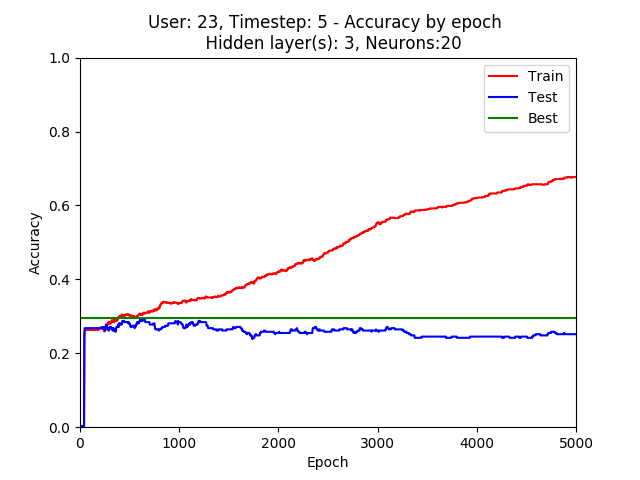 User: 23, Timestep: 5 - Accuracy by epoch
Hidden layer(s): 3, Neurons:20
1.0
0.8
0.6
0.4
0.2
0.0
Accuracy
Train
Test
Best
0
1000
2000
3000
4000
5000
Epoch